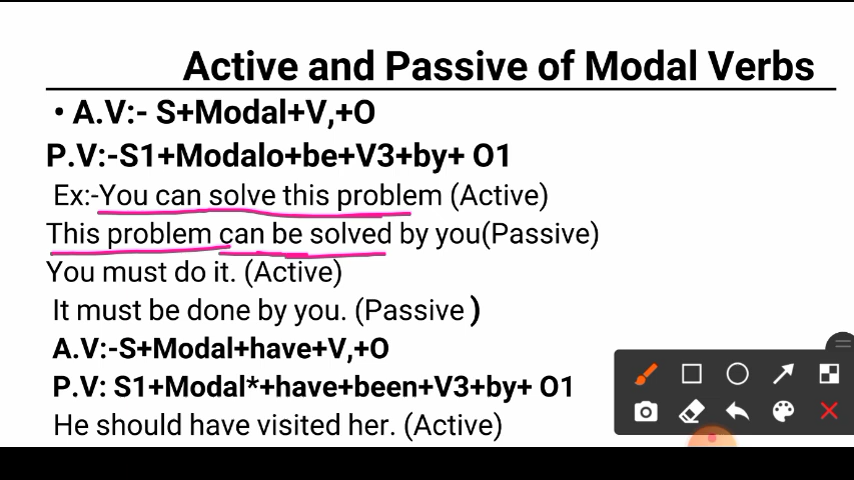 Active and Passive of Modal Verbs
• A.V:- S+Modal+V,+O
P.V:-S1+Modalo+be+V3+by+ O1
Ex:-You can solve this problem (Active)
This problem can be solved by you(Passive)
You must do it. (Active)
It must be done by you. (Passive )
A.V:-S+Modal+have+V,+O
P.V: S1+Modal*+have+been+V3+by+ O1
He should have visited her. (Active)